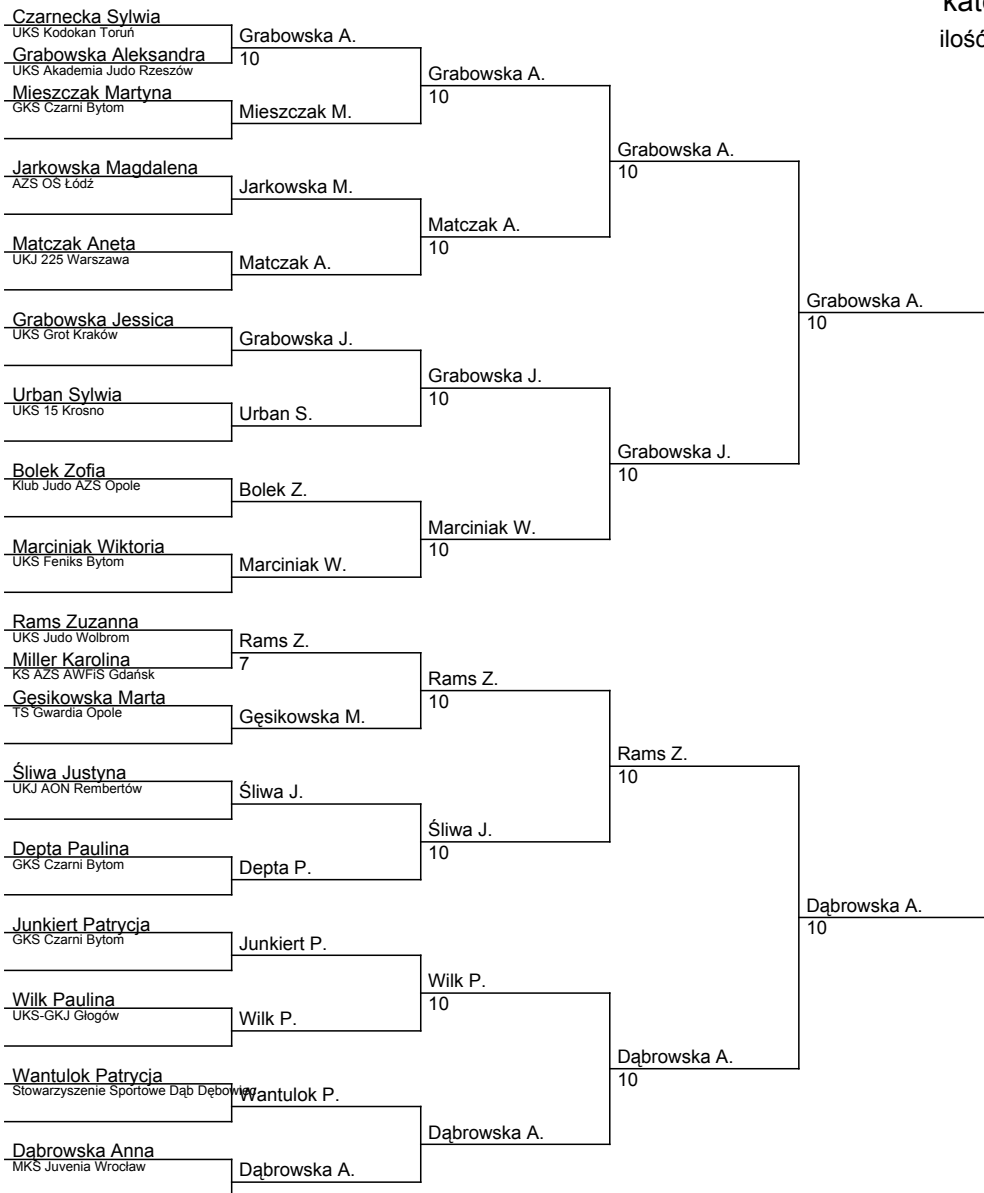 kat
ilość
Czarnecka Sylwia
UKS Kodokan Toruń
Grabowska Aleksandra
UKS Akademia Judo Rzeszów
Mieszczak Martyna
GKS Czarni Bytom
Jarkowska Magdalena
AZS OŚ Łódź
Matczak Aneta
UKJ 225 Warszawa
Grabowska Jessica
UKS Grot Kraków
Urban Sylwia
UKS 15 Krosno
Bolek Zofia
Klub Judo AZS Opole
Marciniak Wiktoria
UKS Feniks Bytom
Rams Zuzanna
UKS Judo Wolbrom
Miller Karolina
KS AZS AWFiS Gdańsk
Gęsikowska Marta
TS Gwardia Opole
Śliwa Justyna
UKJ AON Rembertów
Depta Paulina
GKS Czarni Bytom
Junkiert Patrycja
GKS Czarni Bytom
Wilk Paulina
UKS-GKJ Głogów
Wantulok Patrycja
Stowarzyszenie Sportowe Dąb Dębowiec
Dąbrowska Anna
MKS Juvenia Wrocław
Grabowska A.
10
Mieszczak M.
Jarkowska M.
Matczak A.
Grabowska J.
Urban S.
Bolek Z.
Marciniak W.
Rams Z.
7
Gęsikowska M.
Śliwa J.
Depta P.
Junkiert P.
Wilk P.
Wantulok P.
Dąbrowska A.
Grabowska A.
10
Matczak A.
10
Grabowska J.
10
Marciniak W.
10
Rams Z.
10
Śliwa J.
10
Wilk P.
10
Dąbrowska A.
Grabowska A.
10
Grabowska J.
10
Rams Z.
10
Dąbrowska A.
10
Grabowska A.
10
Dąbrowska A.
10